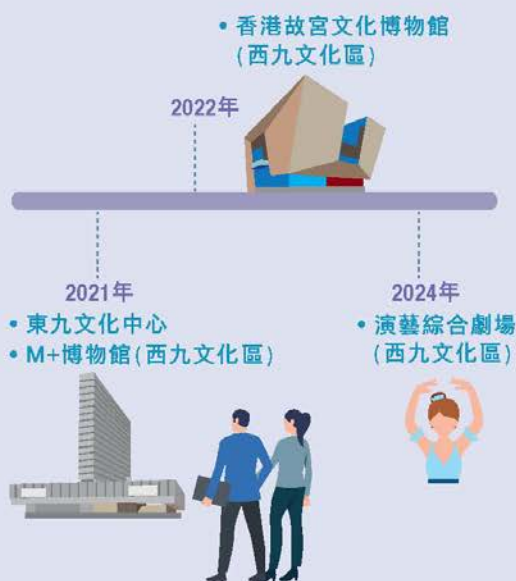 • 香港故宮文化博物館
(西九文化區)
2022年
2021年
• 東九文化中心
• M+博物館(西九文化區)
2024年
• 演藝綜合劇場
(西九文化區)